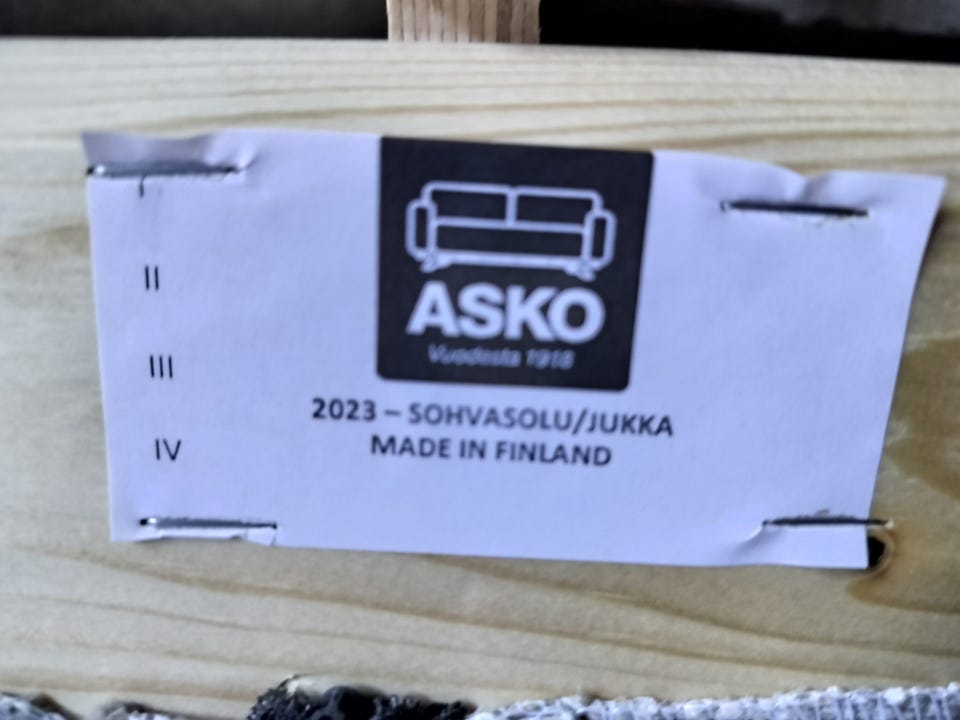 I
II
III
IV
ASKO
Vuodesta 1918
2023 – SOHVASOLU/JUKKA
MADE IN FINLAND